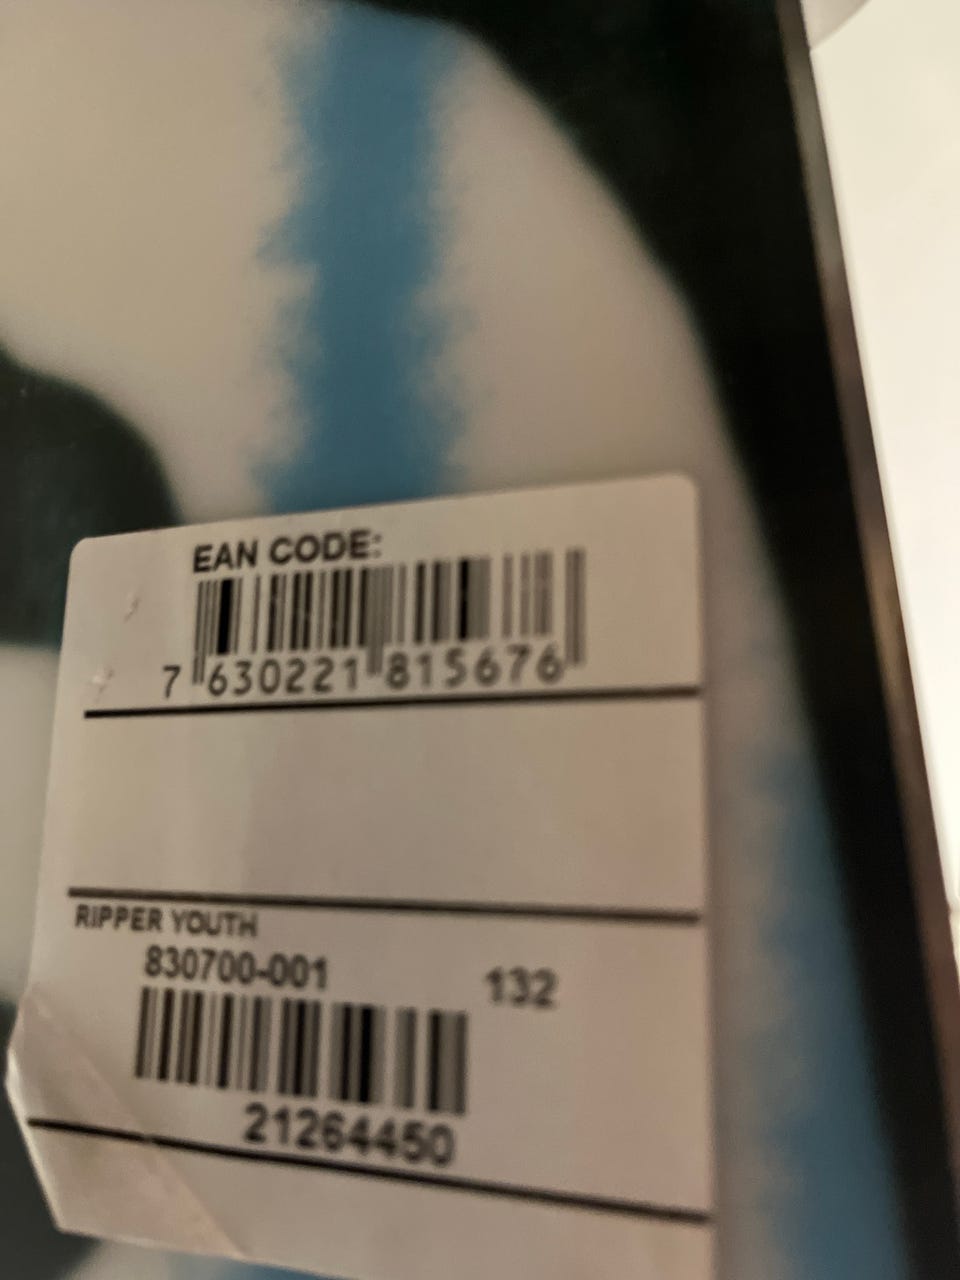 EAN CODE:
7 630221 815676
RIPPER YOUTH
830700-001
132
21264450